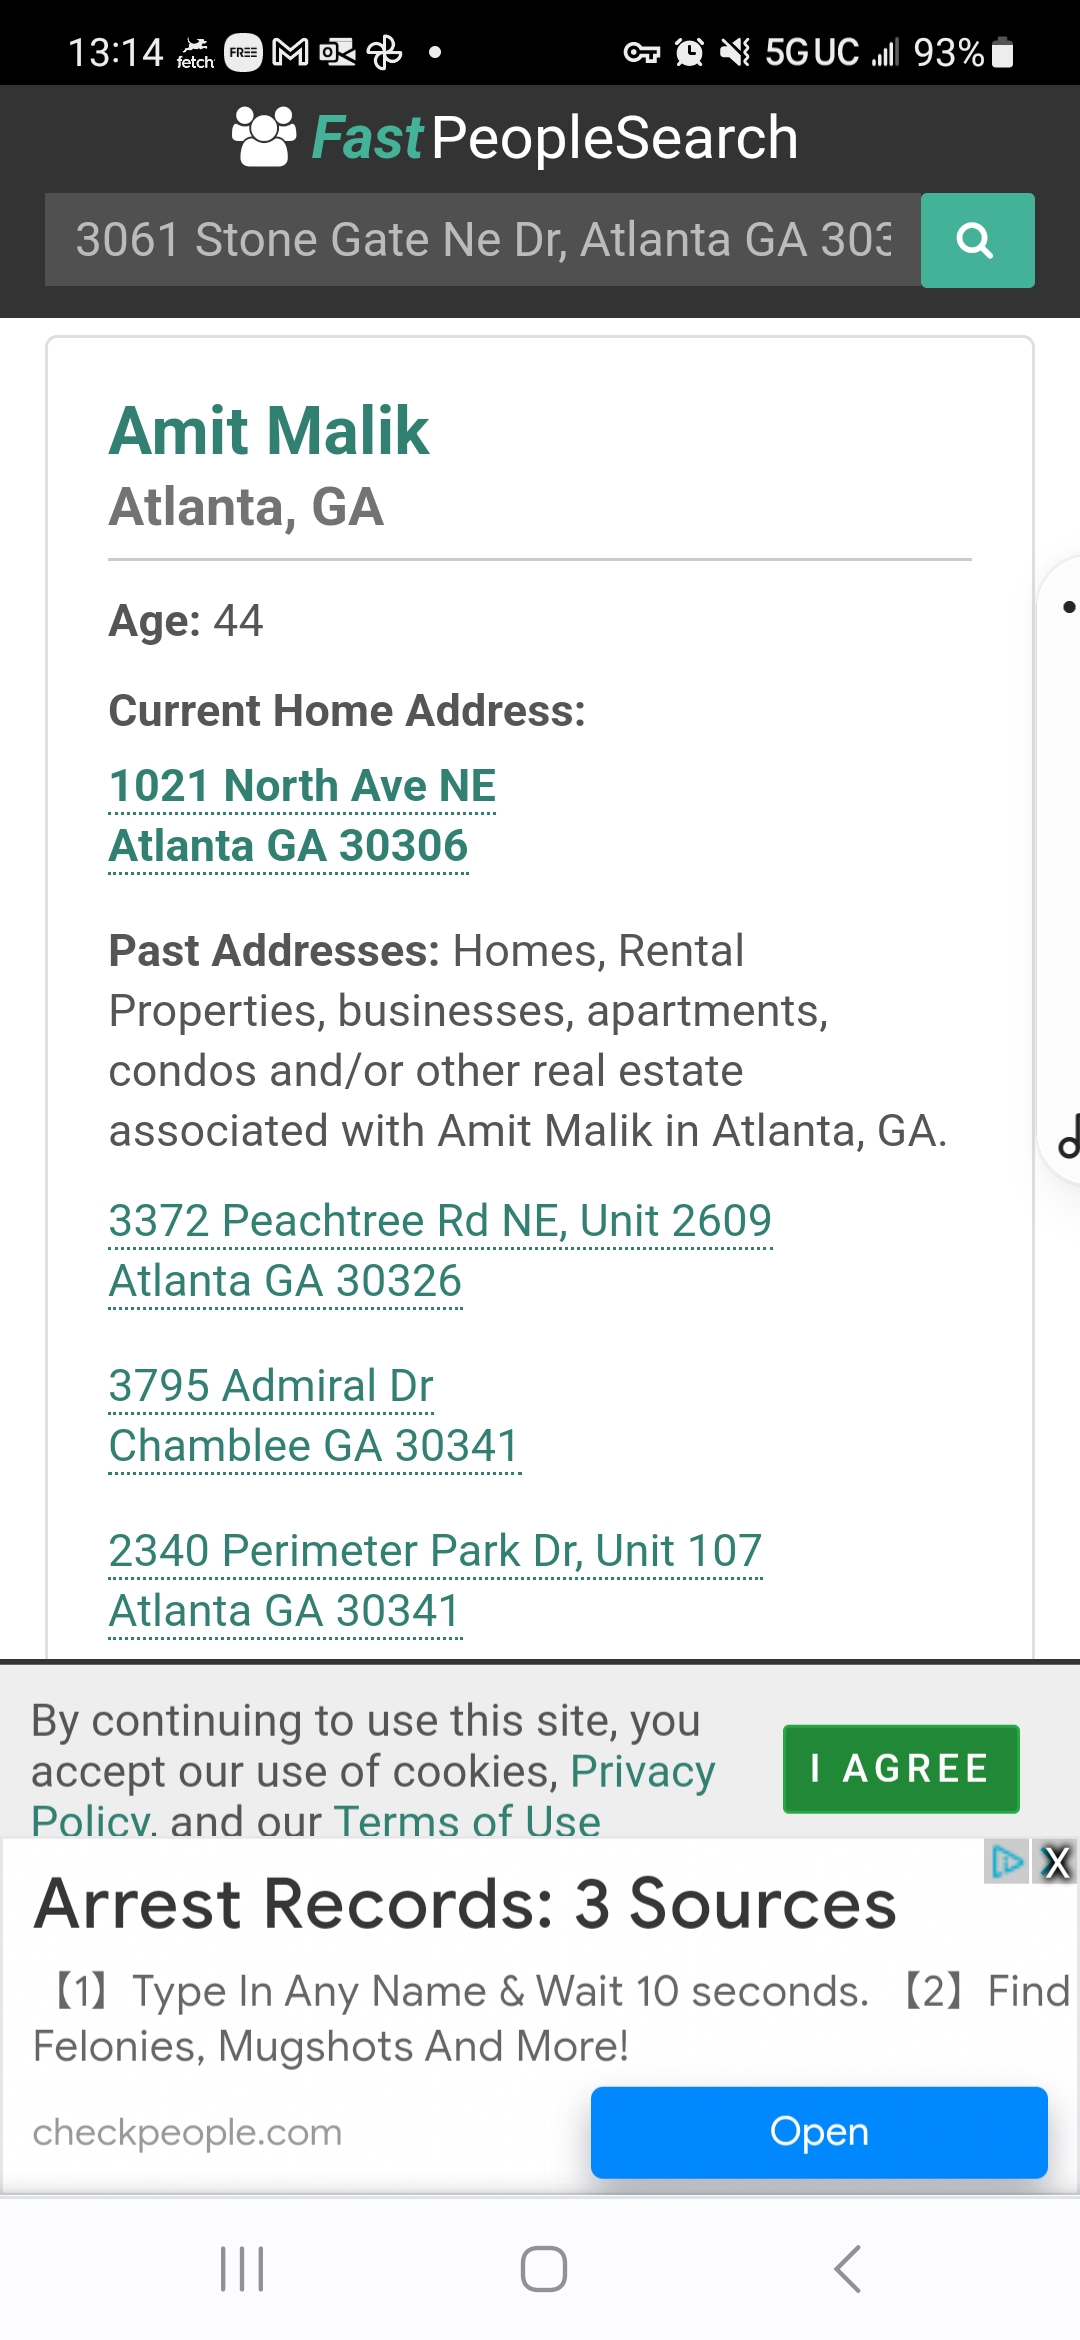 13:14 fetch FREE 5G UC 93%
FastPeopleSearch
3061 Stone Gate Ne Dr, Atlanta GA 303
Amit Malik
Atlanta, GA
Age: 44
Current Home Address:
1021 North Ave NE
Atlanta GA 30306
Past Addresses: Homes, Rental
Properties, businesses, apartments,
condos and/or other real estate
associated with Amit Malik in Atlanta, GA.
3372 Peachtree Rd NE, Unit 2609
Atlanta GA 30326
3795 Admiral Dr
Chamblee GA 30341
2340 Perimeter Park Dr, Unit 107
Atlanta GA 30341
By continuing to use this site, you
accept our use of cookies, Privacy
Policy, and our Terms of Use
I AGREE
Arrest Records: 3 Sources
【1】Type In Any Name & Wait 10 seconds.【2】Find
Felonies, Mugshots And More!
checkpeople.com
Open